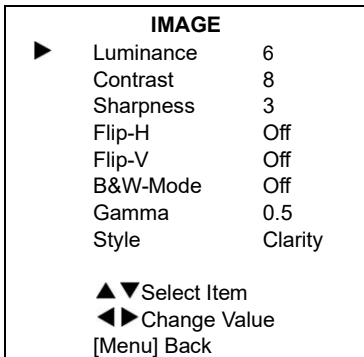 IMAGE
▶ Luminance 6
Contrast 8
Sharpness 3
Flip-H Off
Flip-V Off
B&W-Mode Off
Gamma 0.5
Style Clarity
▲▼Select Item
◀▶Change Value
[Menu] Back